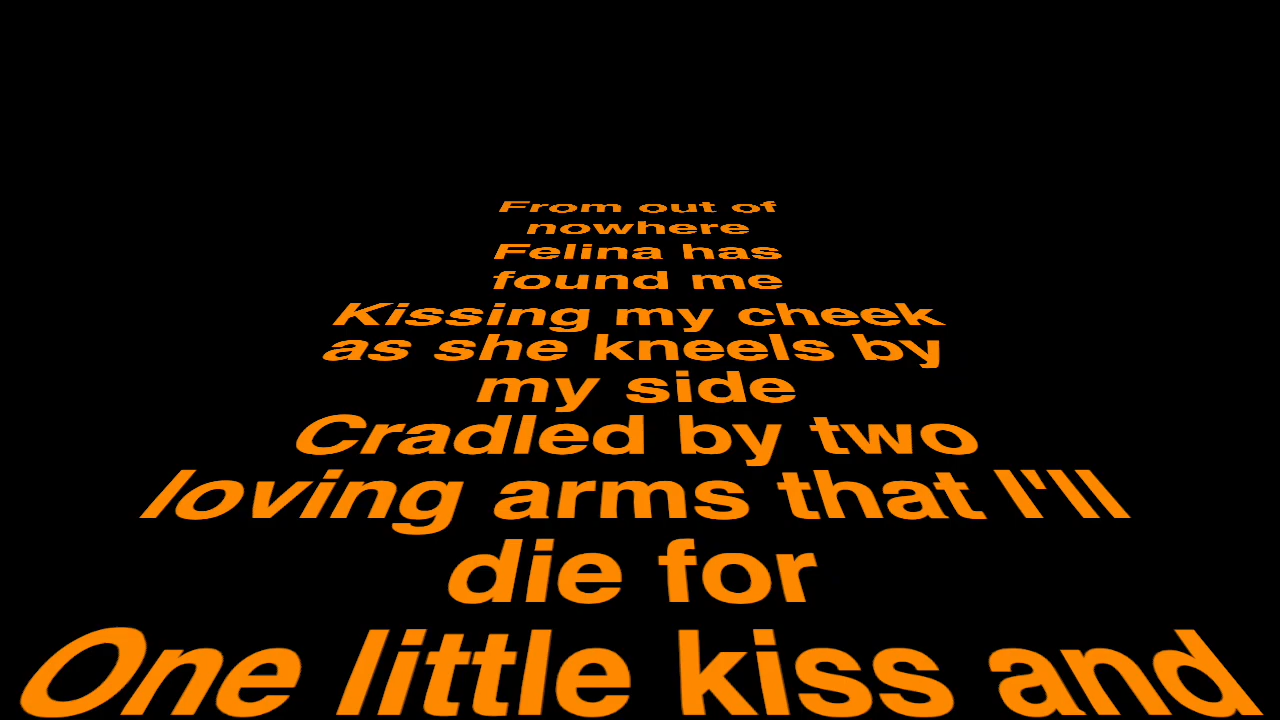 From out of
nowhere
Felina has
found me
Kissing my cheek
as she kneels by
my side
Cradled by two
loving arms that I'll
die for
One little kiss and